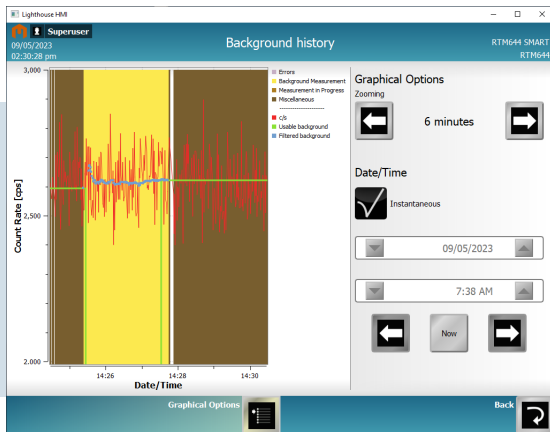 Lighthouse HMI
Superuser
09/05/2023
02:30:28 pm
Background history
RTM644 SMART
RTM644
3,000
2,500
2.000
Count Rate [cps]
14:26
14:28
14:30
Date/Time
Errors
Background Measurement
Measurement in Progress
Miscellaneous
--------------------
c/s
Usable background
Filtered background
Graphical Options
Zooming
6 minutes
Date/Time
Instantaneous
09/05/2023
7:38 AM
Now
Graphical Options
Back